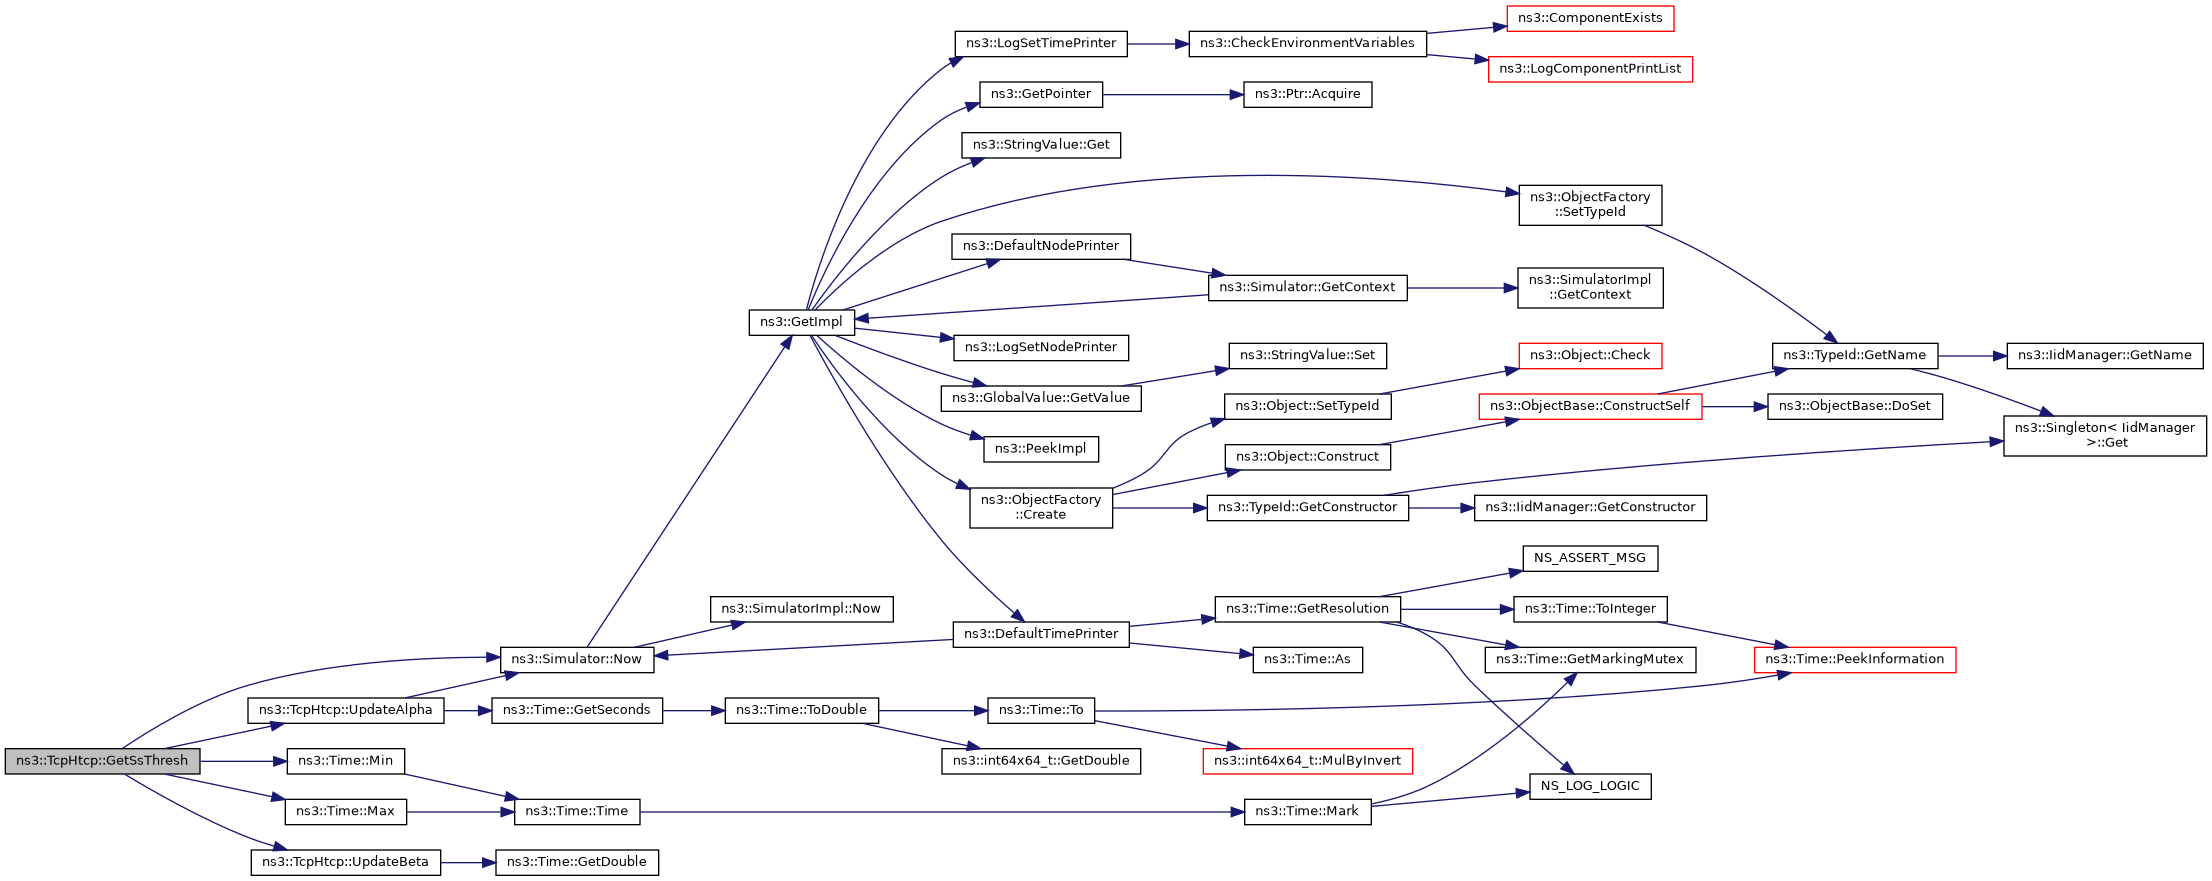 ns3::ComponentExists
ns3::LogSetTimePrinter
ns3::CheckEnvironmentVariables
ns3::LogComponentPrintList
ns3::GetPointer
ns3::Ptr::Acquire
ns3::StringValue::Get
ns3::ObjectFactory
::SetTypeId
ns3::DefaultNodePrinter
ns3::Simulator::GetContext
ns3::SimulatorImpl
::GetContext
ns3::GetImpl
ns3::LogSetNodePrinter
ns3::StringValue::Set
ns3::Object::Check
ns3::TypeId::GetName
ns3::IidManager::GetName
ns3::GlobalValue::GetValue
ns3::Object::SetTypeId
ns3::ObjectBase::ConstructSelf
ns3::ObjectBase::DoSet
ns3::Singleton< IidManager
>::Get
ns3::PeekImpl
ns3::Object::Construct
ns3::ObjectFactory
::Create
ns3::TypeId::GetConstructor
ns3::IidManager::GetConstructor
NS_ASSERT_MSG
ns3::SimulatorImpl::Now
ns3::Time::GetResolution
ns3::Time::ToInteger
ns3::DefaultTimePrinter
ns3::Simulator::Now
ns3::Time::As
ns3::Time::GetMarkingMutex
ns3::Time::PeekInformation
ns3::TcpHtcp::UpdateAlpha
ns3::Time::GetSeconds
ns3::Time::ToDouble
ns3::Time::To
ns3::TcpHtcp::GetSsThresh
ns3::Time::Min
ns3::int64x64_t::GetDouble
ns3::int64x64_t::MulByInvert
NS_LOG_LOGIC
ns3::Time::Max
ns3::Time::Time
ns3::Time::Mark
ns3::TcpHtcp::UpdateBeta
ns3::Time::GetDouble